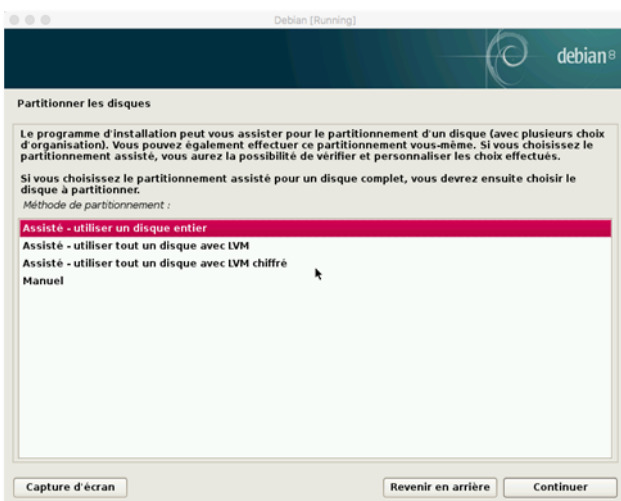 Debian [Running]
debian 8
Partitionner les disques
Le programme d'installation peut vous assister pour le partitionnement d'un disque (avec plusieurs choix
d'organisation). Vous pouvez également effectuer ce partitionnement vous-même. Si vous choisissez le
partitionnement assisté, vous aurez la possibilité de vérifier et personnaliser les choix effectués.
Si vous choisissez le partitionnement assisté pour un disque complet, vous devrez ensuite choisir le
disque à partitionner.
Méthode de partitionnement :
Assisté - utiliser un disque entier
Assisté - utiliser tout un disque avec LVM
Assisté - utiliser tout un disque avec LVM chiffré
Manuel
Capture d'écran
Revenir en arrière
Continuer